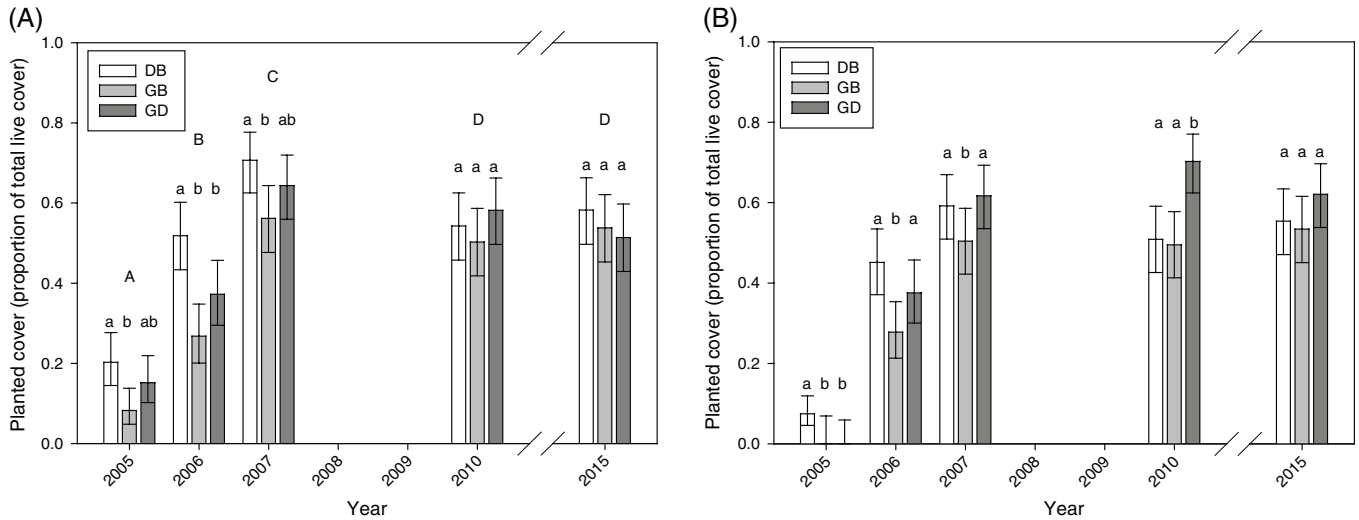 (A)
Planted cover (proportion of total live cover)
1.0
0.8
0.6
0.4
0.2
0.0
DB
GB
GD
A
a b ab
B
a b b
C
a b ab
D
a a a
D
a a a
2005 2006 2007 2008 2009 2010 2015
Year
(B)
Planted cover (proportion of total live cover)
1.0
0.8
0.6
0.4
0.2
0.0
DB
GB
GD
a b b
a b a
a b a
a a b
a a a
2005 2006 2007 2008 2009 2010 2015
Year